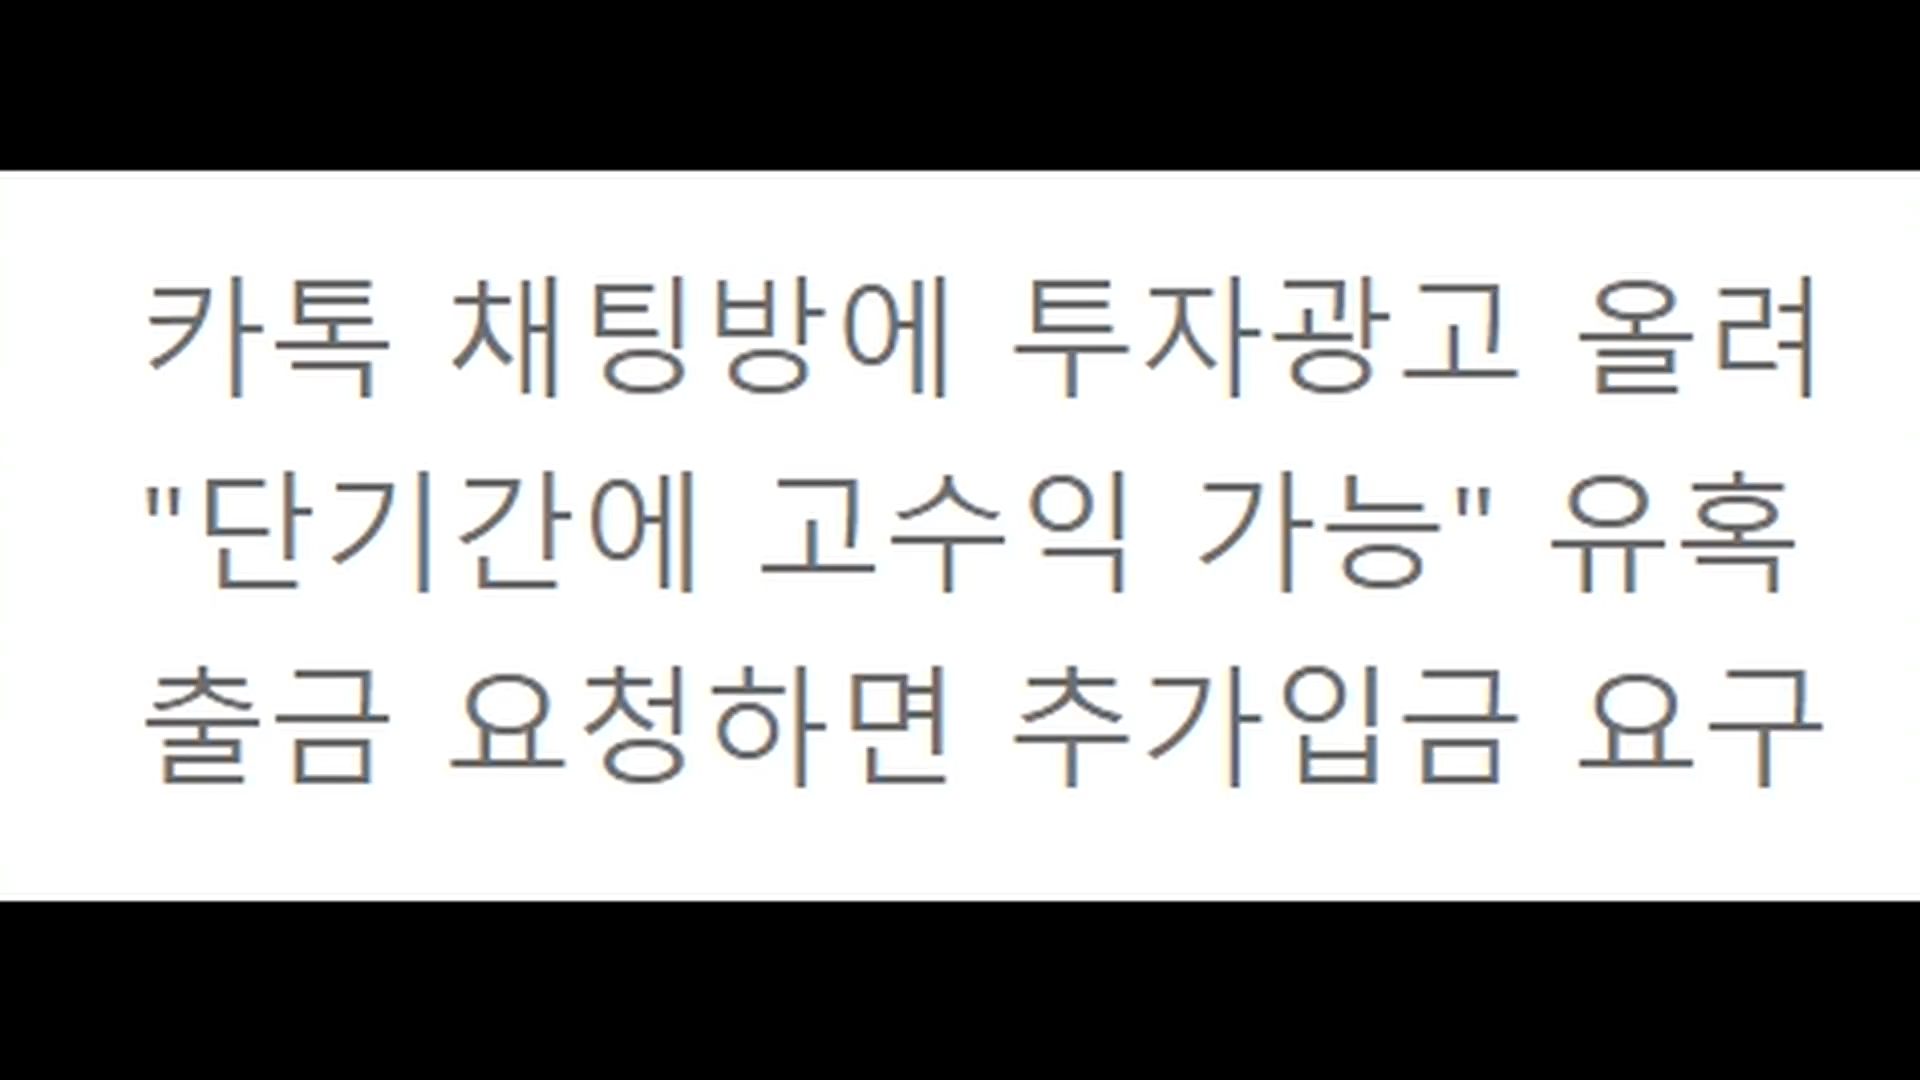 카톡 채팅방에 투자광고 올려
"단기간에 고수익 가능" 유혹
출금 요청하면 추가입금 요구